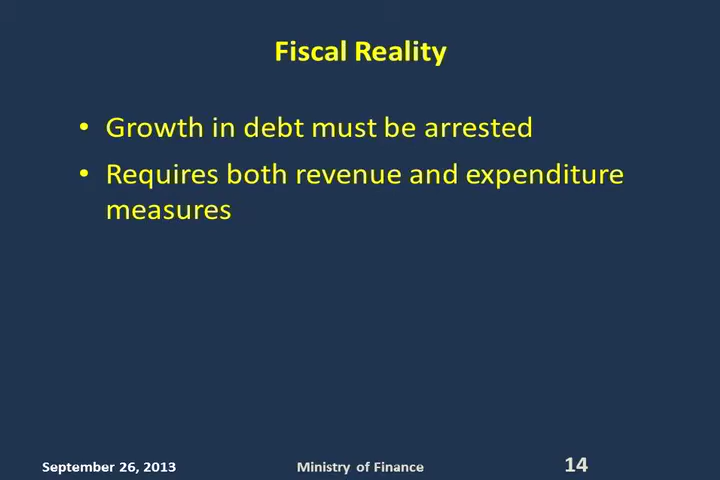 Fiscal Reality
• Growth in debt must be arrested
• Requires both revenue and expenditure
measures
September 26, 2013 Ministry of Finance 14